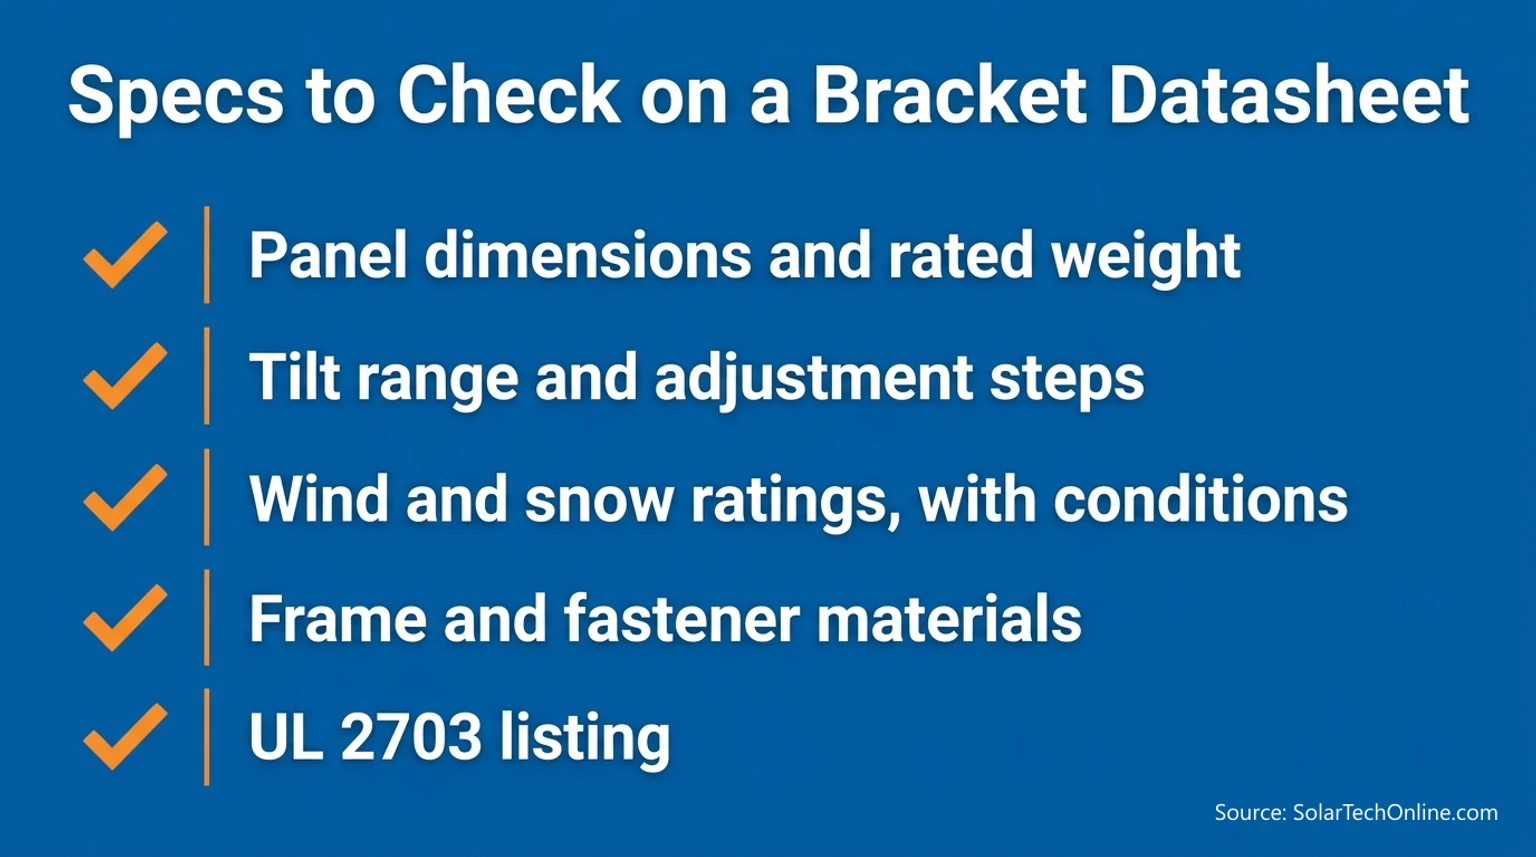 Specs to Check on a Bracket Datasheet
Panel dimensions and rated weight
Tilt range and adjustment steps
Wind and snow ratings, with conditions
Frame and fastener materials
UL 2703 listing
Source: SolarTechOnline.com